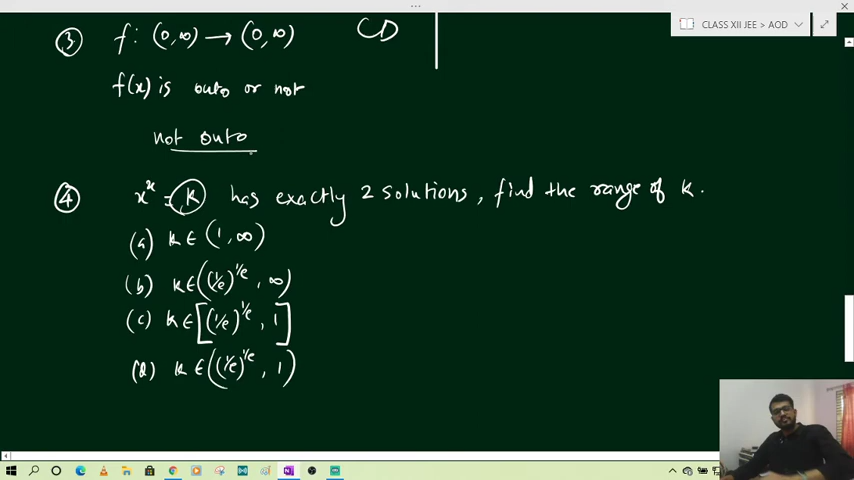 CLASS XII JEE > AOD
③ f: (0,∞) → (0,∞) CD
f(x) is onto or not
not onto
④ x^x = K has exactly 2 solutions, find the range of K.
(a) K ∈ (1, ∞)
(b) K ∈ ((1/e)^1/e, ∞)
(c) K ∈ [(1/e)^1/e, 1]
(d) K ∈ ((1/e)^1/e, 1)